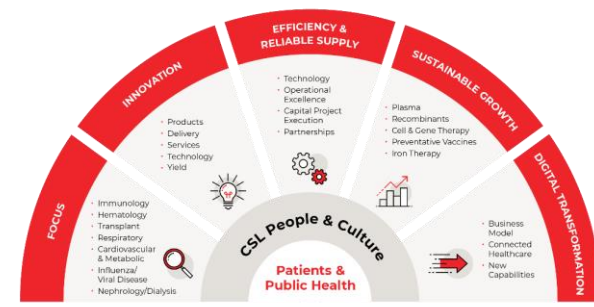 FOCUS
• Immunology
• Hematology
• Transplant
• Respiratory
• Cardiovascular
& Metabolic
• Influenza/
Viral Disease
• Nephrology/Dialysis
INNOVATION
• Products
• Delivery
• Services
• Technology
• Yield
EFFICIENCY &
RELIABLE SUPPLY
• Technology
• Operational
Excellence
• Capital Project
Execution
• Partnerships
SUSTAINABLE GROWTH
• Plasma
• Recombinants
• Cell & Gene Therapy
• Preventative Vaccines
• Iron Therapy
DIGITAL TRANSFORMATION
• Business
Model
• Connected
Healthcare
• New
Capabilities
CSL People & Culture
Patients &
Public Health